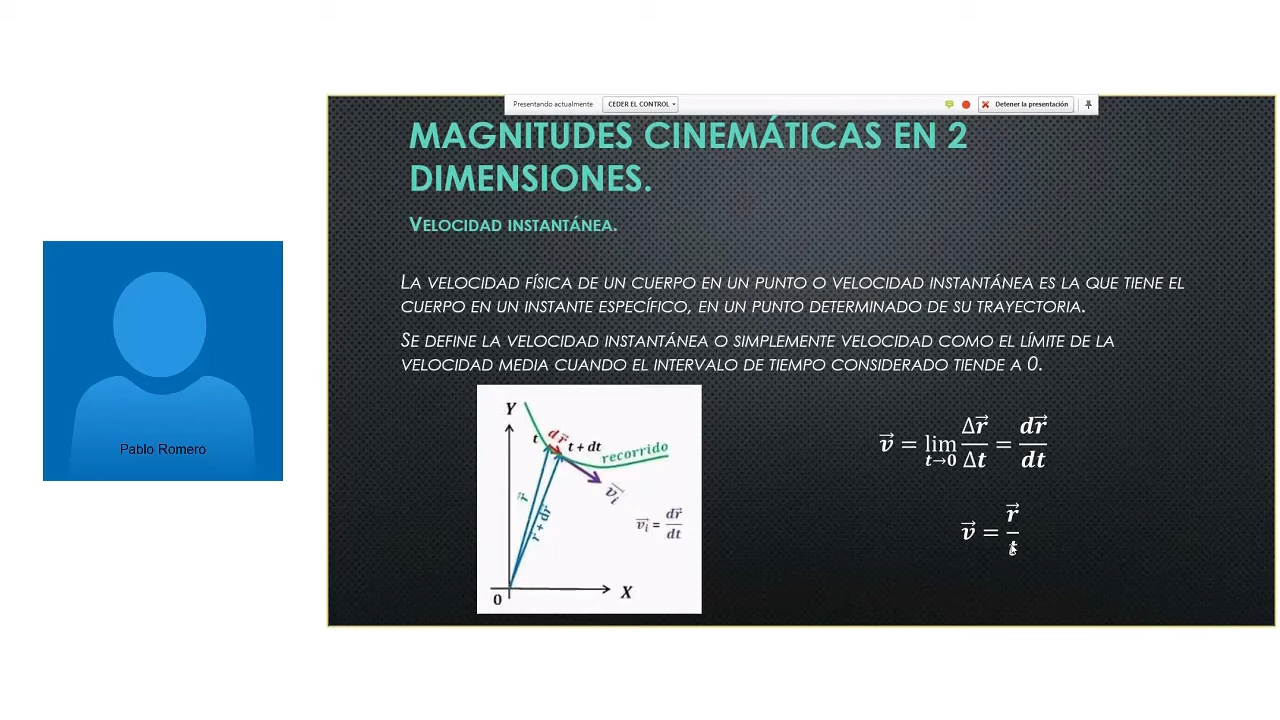 Presentando actualmente CEDER EL CONTROL Detener la presentación
MAGNITUDES CINEMÁTICAS EN 2
DIMENSIONES.
VELOCIDAD INSTANTÁNEA.
LA VELOCIDAD FÍSICA DE UN CUERPO EN UN PUNTO O VELOCIDAD INSTANTÁNEA ES LA QUE TIENE EL
CUERPO EN UN INSTANTE ESPECÍFICO, EN UN PUNTO DETERMINADO DE SU TRAYECTORIA.
SE DEFINE LA VELOCIDAD INSTANTÁNEA O SIMPLEMENTE VELOCIDAD COMO EL LÍMITE DE LA
VELOCIDAD MEDIA CUANDO EL INTERVALO DE TIEMPO CONSIDERADO TIENDE A 0.
Y
t dr⃗ t + dt
recorrido
r⃗
r⃗ + dr⃗
v⃗ᵢ
v⃗ᵢ = dr⃗/dt
0 X
v⃗ = lim t→0 Δr⃗/Δt = dr⃗/dt
v⃗ = r⃗/t
Pablo Romero